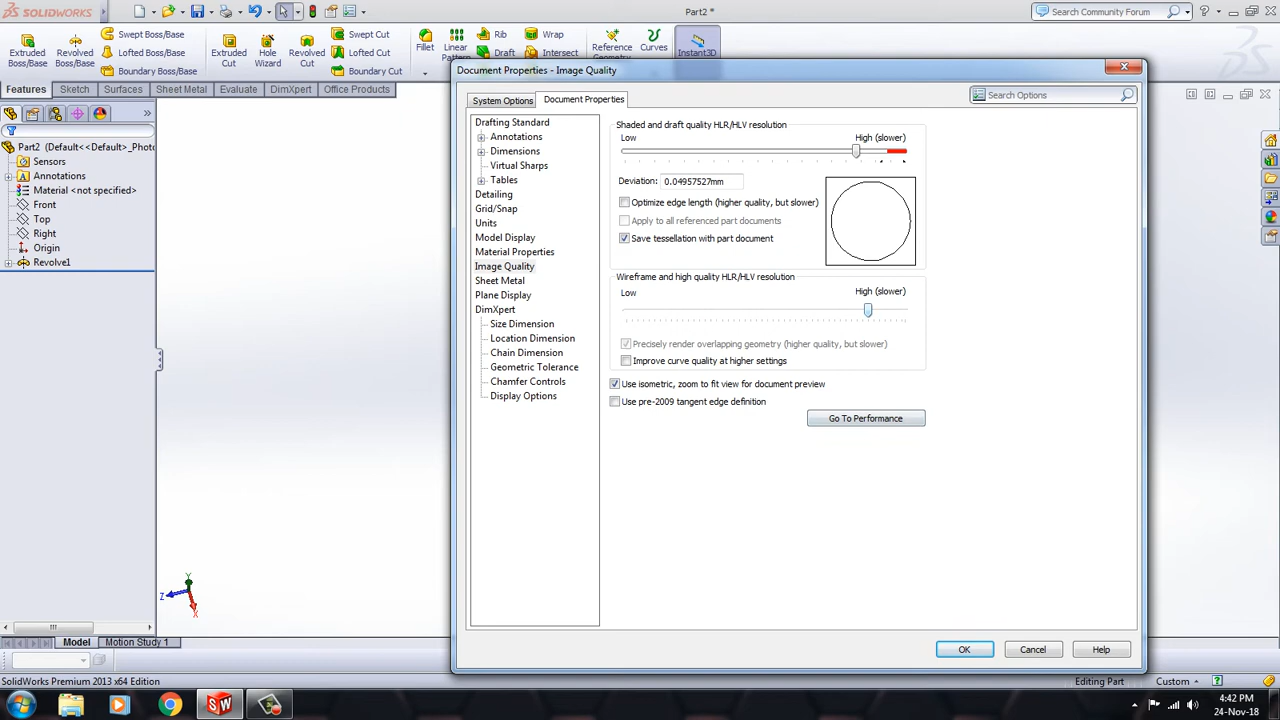 SOLIDWORKS
Part2 *
Search Community Forum
Extruded Boss/Base
Revolved Boss/Base
Swept Boss/Base
Lofted Boss/Base
Boundary Boss/Base
Extruded Cut
Hole Wizard
Revolved Cut
Swept Cut
Lofted Cut
Boundary Cut
Fillet
Linear Pattern
Rib
Draft
Wrap
Intersect
Reference Geometry
Curves
Instant3D
Features
Sketch
Surfaces
Sheet Metal
Evaluate
DimXpert
Office Products
Part2 (Default<<Default>_Photo
Sensors
Annotations
Material <not specified>
Front
Top
Right
Origin
Revolve1
Document Properties - Image Quality
System Options
Document Properties
Search Options
Drafting Standard
Annotations
Dimensions
Virtual Sharps
Tables
Detailing
Grid/Snap
Units
Model Display
Material Properties
Image Quality
Sheet Metal
Plane Display
DimXpert
Size Dimension
Location Dimension
Chain Dimension
Geometric Tolerance
Chamfer Controls
Display Options
Shaded and draft quality HLR/HLV resolution
Low
High (slower)
Deviation: 0.04957527mm
Optimize edge length (higher quality, but slower)
Apply to all referenced part documents
Save tessellation with part document
Wireframe and high quality HLR/HLV resolution
Low
High (slower)
Precisely render overlapping geometry (higher quality, but slower)
Improve curve quality at higher settings
Use isometric, zoom to fit view for document preview
Use pre-2009 tangent edge definition
Go To Performance
OK
Cancel
Help
Y
Z
X
Model
Motion Study 1
SolidWorks Premium 2013 x64 Edition
Editing Part
Custom
4:42 PM
24-Nov-18